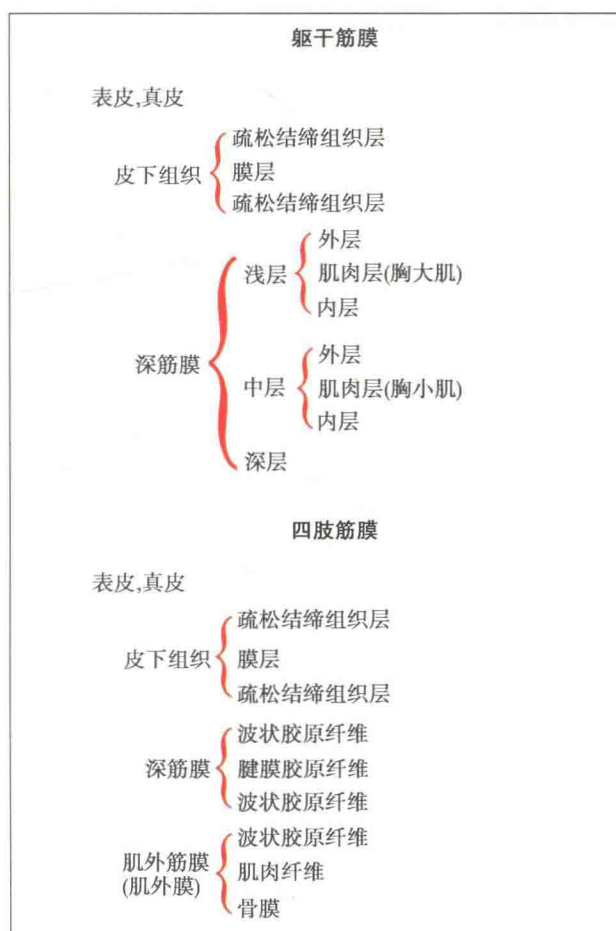 躯干筋膜
表皮,真皮
皮下组织
疏松结缔组织层
膜层
疏松结缔组织层
深筋膜
浅层
外层
肌肉层(胸大肌)
内层
中层
外层
肌肉层(胸小肌)
内层
深层
四肢筋膜
表皮,真皮
皮下组织
疏松结缔组织层
膜层
疏松结缔组织层
深筋膜
波状胶原纤维
腱膜胶原纤维
波状胶原纤维
肌外筋膜
(肌外膜)
波状胶原纤维
肌肉纤维
骨膜